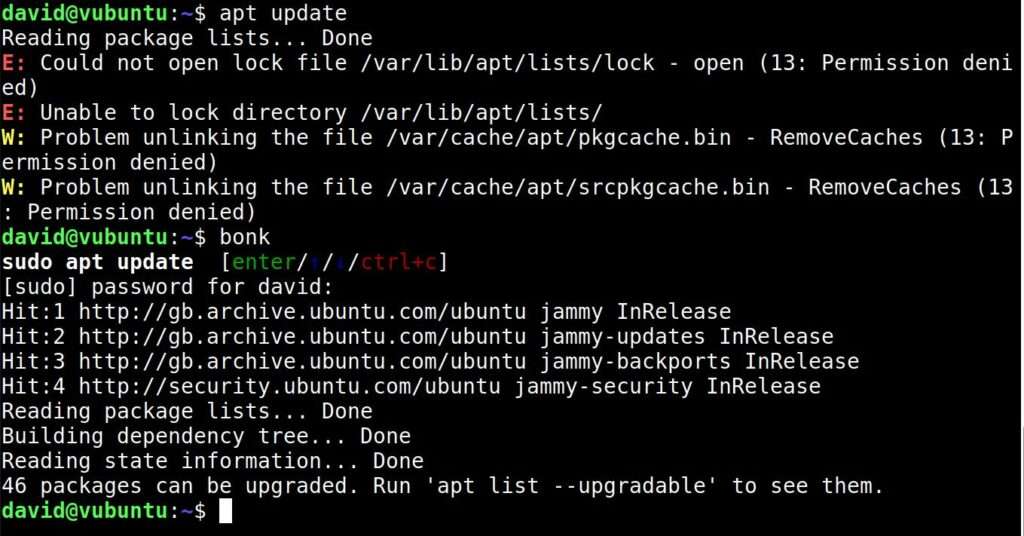 david@vubuntu:~$ apt update
Reading package lists... Done
E: Could not open lock file /var/lib/apt/lists/lock - open (13: Permission deni
ed)
E: Unable to lock directory /var/lib/apt/lists/
W: Problem unlinking the file /var/cache/apt/pkgcache.bin - RemoveCaches (13: P
ermission denied)
W: Problem unlinking the file /var/cache/apt/srcpkgcache.bin - RemoveCaches (13
: Permission denied)
david@vubuntu:~$ bonk
sudo apt update  [enter/↑/↓/ctrl+c]
[sudo] password for david:
Hit:1 http://gb.archive.ubuntu.com/ubuntu jammy InRelease
Hit:2 http://gb.archive.ubuntu.com/ubuntu jammy-updates InRelease
Hit:3 http://gb.archive.ubuntu.com/ubuntu jammy-backports InRelease
Hit:4 http://security.ubuntu.com/ubuntu jammy-security InRelease
Reading package lists... Done
Building dependency tree... Done
Reading state information... Done
46 packages can be upgraded. Run 'apt list --upgradable' to see them.
david@vubuntu:~$